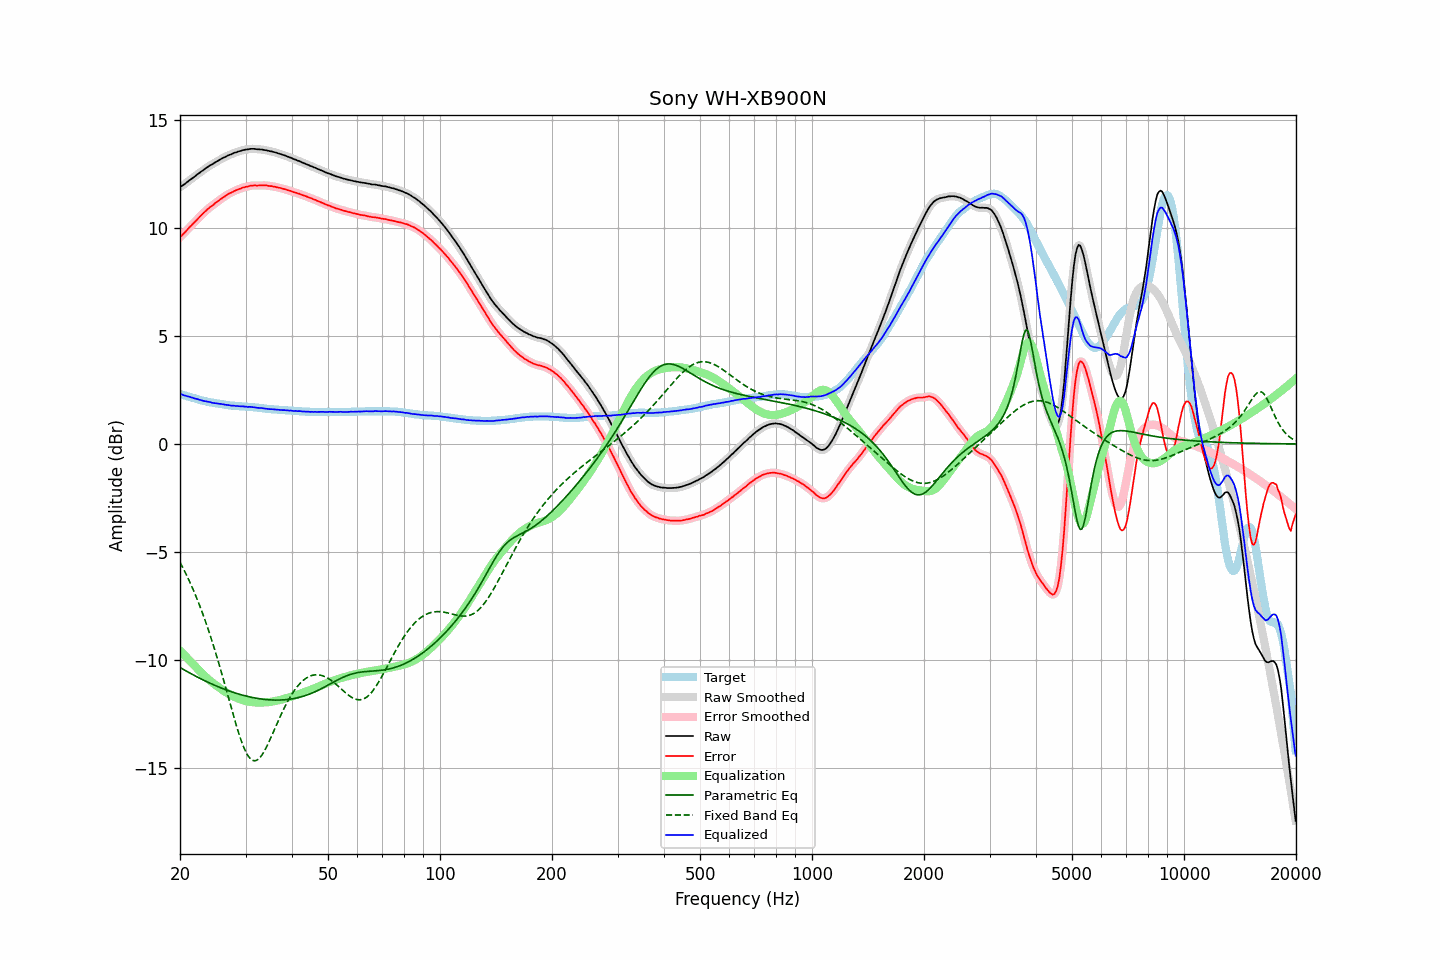 Sony WH-XB900N
15
10
5
0
−5
−10
−15
Amplitude (dBr)
20
50
100
200
500
1000
2000
5000
10000
20000
Frequency (Hz)
Target
Raw Smoothed
Error Smoothed
Raw
Error
Equalization
Parametric Eq
Fixed Band Eq
Equalized